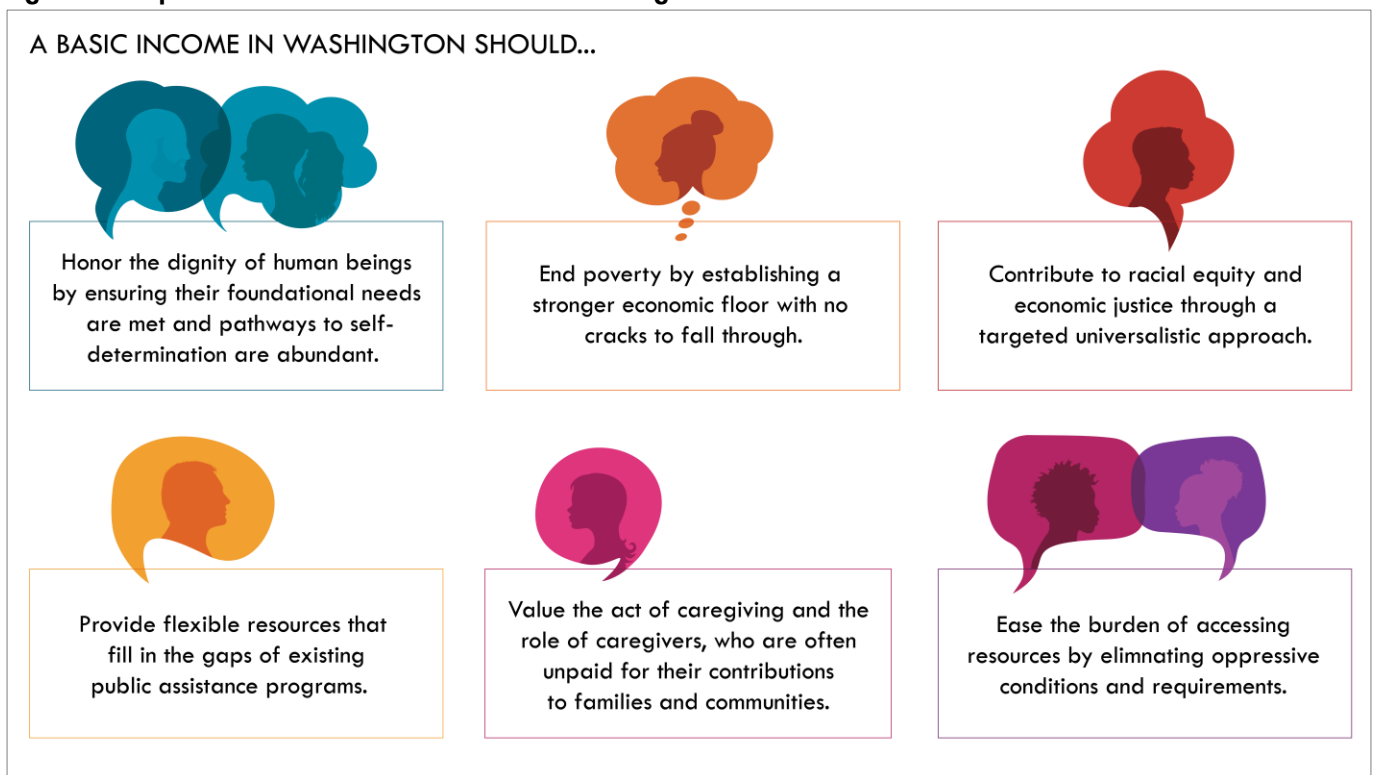 A BASIC INCOME IN WASHINGTON SHOULD...
Honor the dignity of human beings
by ensuring their foundational needs
are met and pathways to self-
determination are abundant.
End poverty by establishing a
stronger economic floor with no
cracks to fall through.
Contribute to racial equity and
economic justice through a
targeted universalistic approach.
Provide flexible resources that
fill in the gaps of existing
public assistance programs.
Value the act of caregiving and the
role of caregivers, who are often
unpaid for their contributions
to families and communities.
Ease the burden of accessing
resources by elimnating oppressive
conditions and requirements.